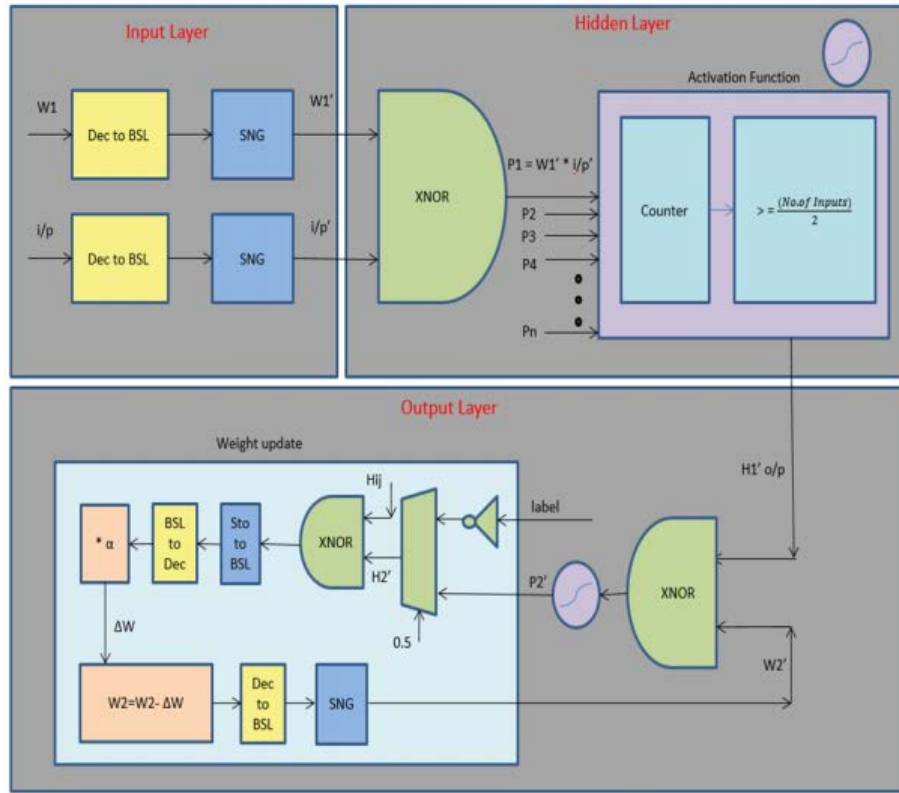 Input Layer
W1
Dec to BSL
SNG
W1'
i/p
Dec to BSL
SNG
i/p'
Hidden Layer
XNOR
P1 = W1' * i/p'
P2
P3
P4
Pn
Activation Function
Counter
> = (No.of Inputs)
2
Output Layer
Weight update
* α
BSL
to
Dec
Sto
to
BSL
XNOR
Hij
H2'
0.5
label
P2'
XNOR
H1' o/p
W2'
ΔW
W2=W2- ΔW
Dec
to
BSL
SNG